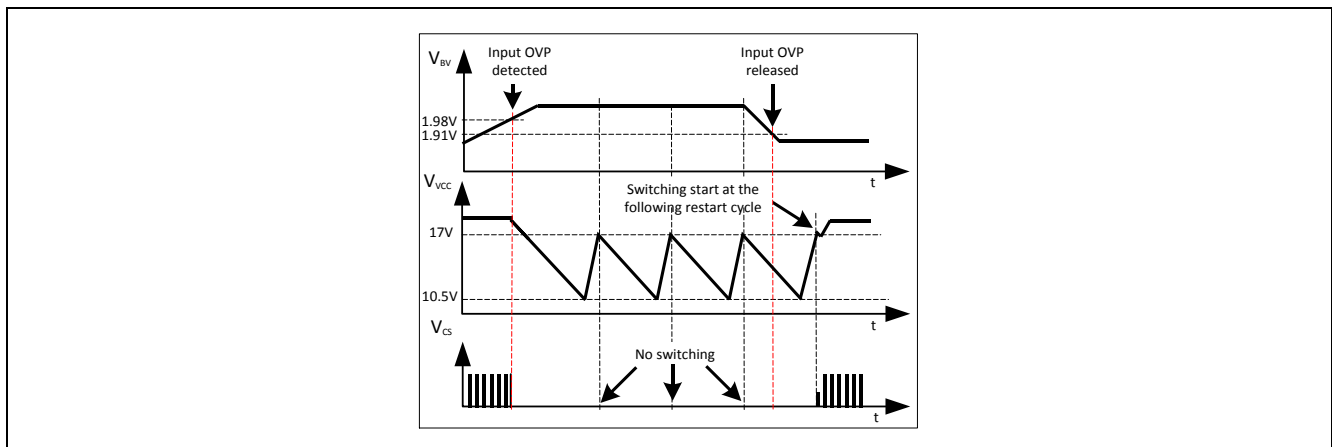 V_BV
Input OVP
detected
Input OVP
released
1.98V
1.91V
t
V_VCC
Switching start at the
following restart cycle
17V
10.5V
t
V_CS
No switching
t